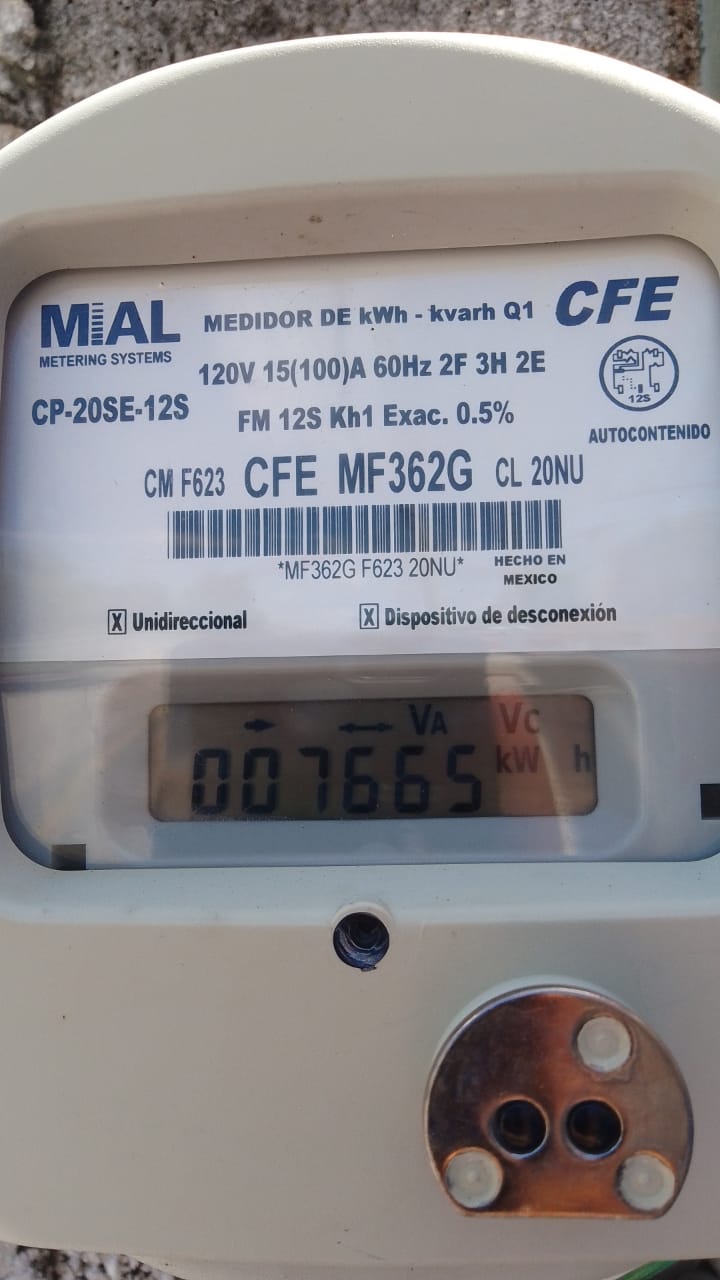 MIAL
METERING SYSTEMS
MEDIDOR DE kWh - kvarh Q1
CFE
120V 15(100)A 60Hz 2F 3H 2E
CP-20SE-12S
FM 12S Kh1 Exac. 0.5%
12S
AUTOCONTENIDO
CM F623 CFE MF362G CL 20NU
*MF362G F623 20NU*
HECHO EN
MEXICO
X Unidireccional
X Dispositivo de desconexión
VA VC
007665 kW h